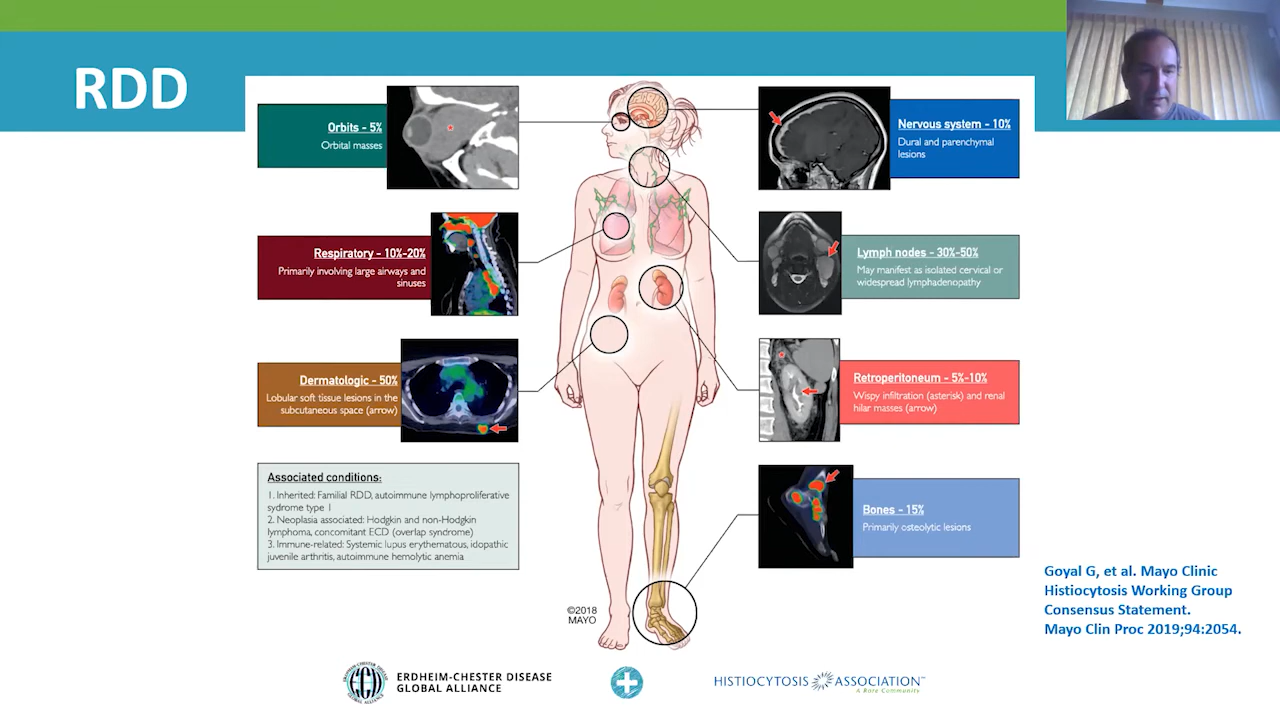 RDD
Orbits - 5%
Orbital masses
Respiratory - 10%-20%
Primarily involving large airways and
sinuses
Dermatologic - 50%
Lobular soft tissue lesions in the
subcutaneous space (arrow)
Associated conditions:
1. Inherited: Familial RDD, autoimmune lymphoproliferative
sydrome type 1
2. Neoplasia associated: Hodgkin and non-Hodgkin
lymphoma, concomitant ECD (overlap syndrome)
3. Immune-related: Systemic lupus erythematous, idopathic
juvenile arthritis, autoimmune hemolytic anemia
Nervous system - 10%
Dural and parenchymal
lesions
Lymph nodes - 30%-50%
May manifest as isolated cervical or
widespread lymphadenopathy
Retroperitoneum - 5%-10%
Wispy infiltration (asterisk) and renal
hilar masses (arrow)
Bones - 15%
Primarily osteolytic lesions
©2018
MAYO
Goyal G, et al. Mayo Clinic
Histiocytosis Working Group
Consensus Statement.
Mayo Clin Proc 2019;94:2054.
ECD
ERDHEIM-CHESTER DISEASE
GLOBAL ALLIANCE
HISTIOCYTOSIS ASSOCIATION™
A Rare Community